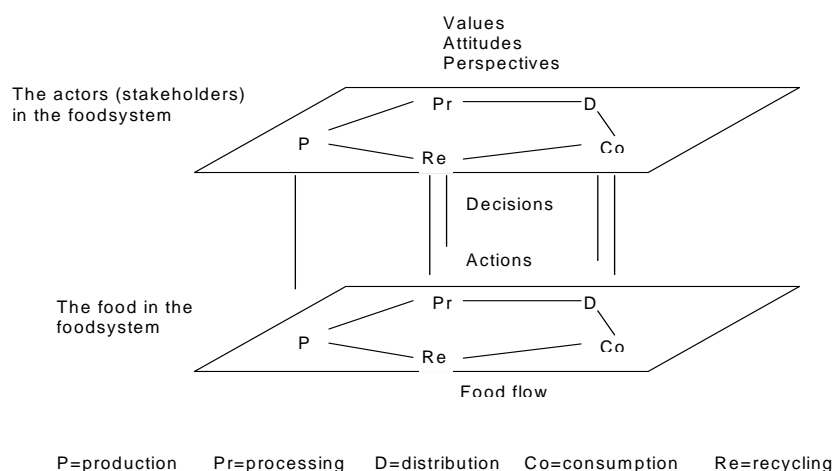 Values
Attitudes
Perspectives
The actors (stakeholders)
in the foodsystem
Pr
D
P
Co
Re
Decisions
Actions
The food in the
foodsystem
Pr
D
P
Co
Re
Food flow
P=production Pr=processing D=distribution Co=consumption Re=recycling